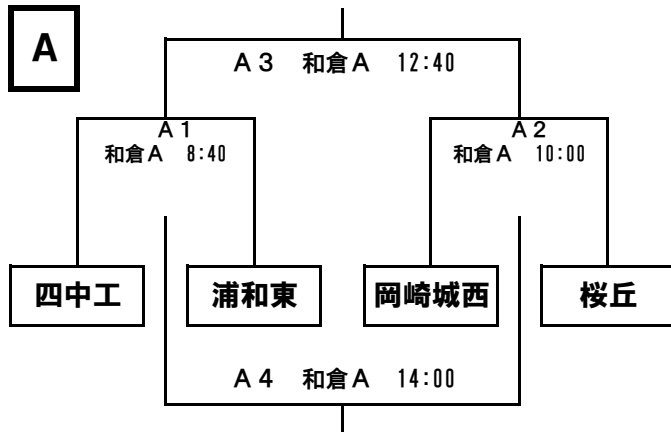 A
A3 和倉A 12:40
A1
和倉A 8:40
A2
和倉A 10:00
四中工
浦和東
岡崎城西
桜丘
A4 和倉A 14:00